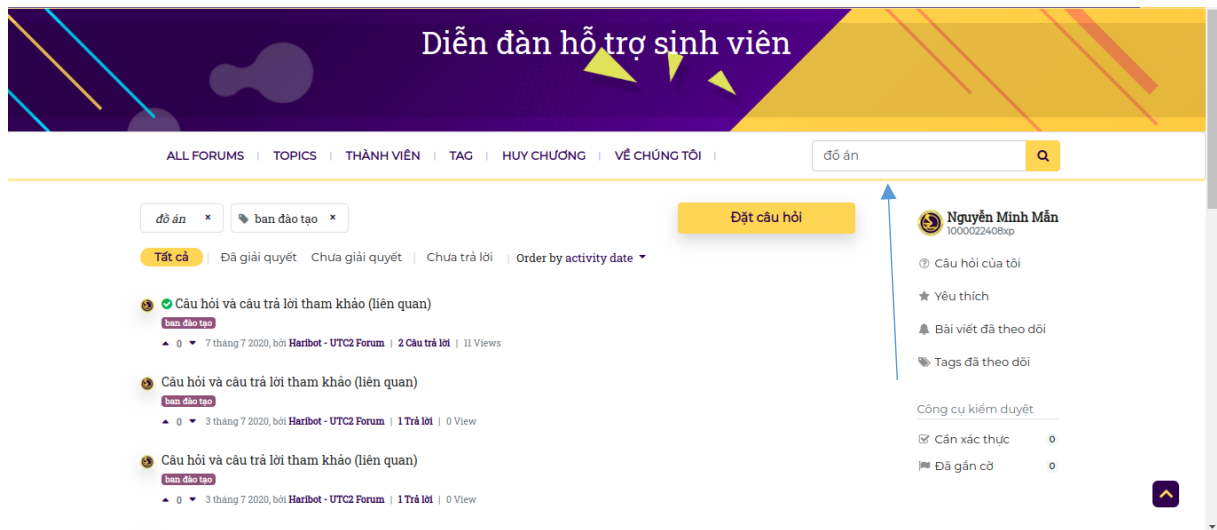 Diễn đàn hỗ trợ sinh viên
ALL FORUMS | TOPICS | THÀNH VIÊN | TAG | HUY CHƯƠNG | VỀ CHÚNG TÔI |
đồ án
đồ án ×
ban đào tạo ×
Đặt câu hỏi
Tất cả | Đã giải quyết Chưa giải quyết | Chưa trả lời | Order by activity date
Câu hỏi và câu trả lời tham khảo (liên quan)
ban đào tạo
0 7 tháng 7 2020, bởi Haribot - UTC2 Forum | 2 Câu trả lời | 11 Views
Câu hỏi và câu trả lời tham khảo (liên quan)
ban đào tạo
0 3 tháng 7 2020, bởi Haribot - UTC2 Forum | 1 Trả lời | 0 View
Câu hỏi và câu trả lời tham khảo (liên quan)
ban đào tạo
0 3 tháng 7 2020, bởi Haribot - UTC2 Forum | 1 Trả lời | 0 View
Nguyễn Minh Mẫn
1000022408xp
Câu hỏi của tôi
Yêu thích
Bài viết đã theo dõi
Tags đã theo dõi
Công cụ kiểm duyệt
Cần xác thực 0
Đã gắn cờ 0